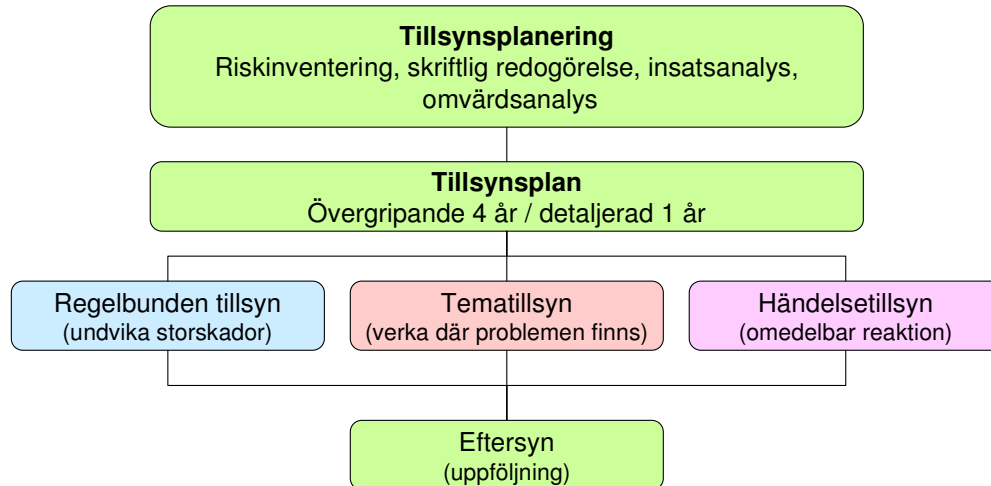 Tillsynsplanering
Riskinventering, skriftlig redogörelse, insatsanalys,
omvärdsanalys
Tillsynsplan
Övergripande 4 år / detaljerad 1 år
Regelbunden tillsyn
(undvika storskador)
Tematillsyn
(verka där problemen finns)
Händelsetillsyn
(omedelbar reaktion)
Eftersyn
(uppföljning)